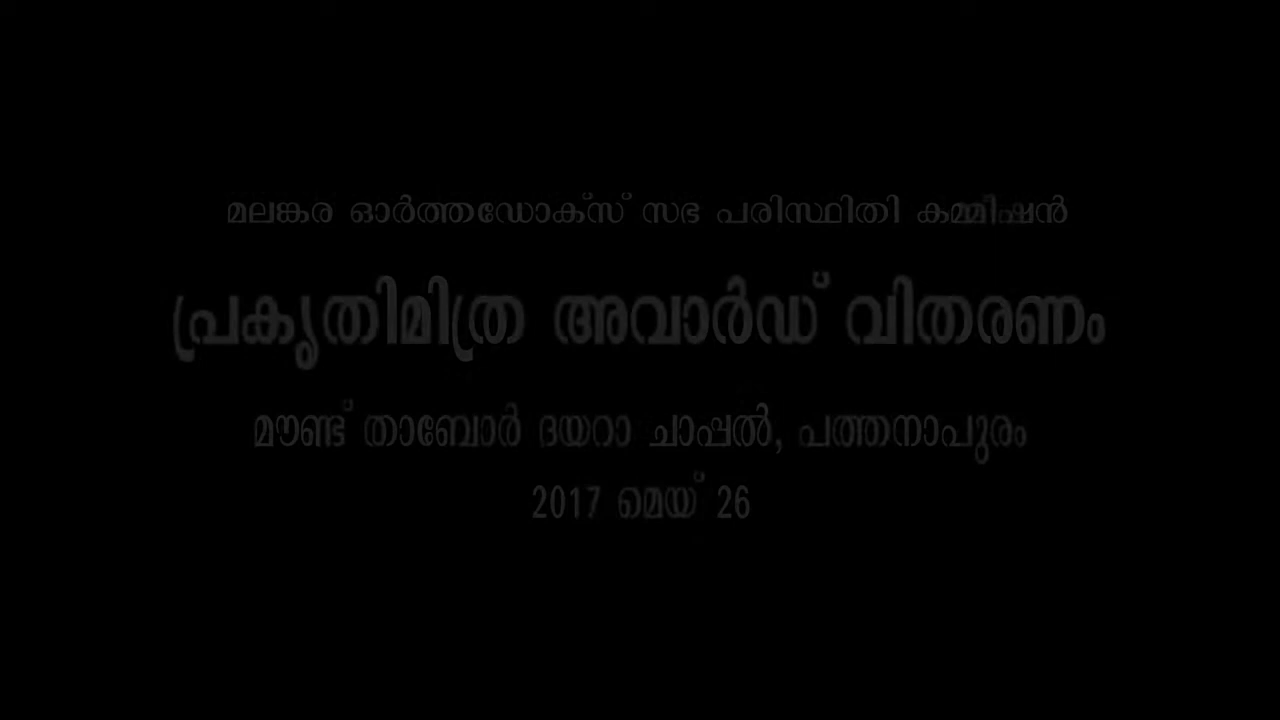 മലങ്കര ഓർത്തഡോക്സ് സഭ പരിസ്ഥിതി കമ്മീഷൻ
പ്രകൃതിമിത്ര അവാർഡ് വിതരണം
മൗണ്ട് താബോർ ദയറാ ചാപ്പൽ, പത്തനാപുരം
2017 മെയ് 26